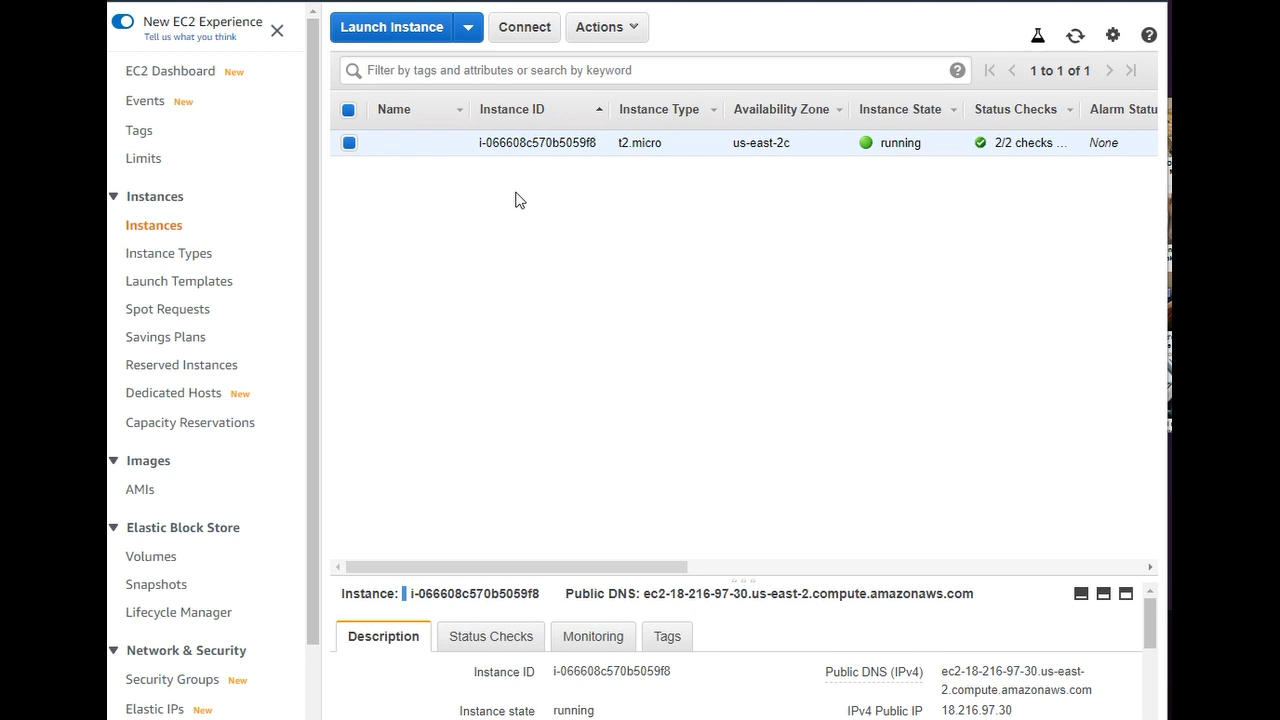 New EC2 Experience
Tell us what you think
EC2 Dashboard New
Events New
Tags
Limits
Instances
Instances
Instance Types
Launch Templates
Spot Requests
Savings Plans
Reserved Instances
Dedicated Hosts New
Capacity Reservations
Images
AMIs
Elastic Block Store
Volumes
Snapshots
Lifecycle Manager
Network & Security
Security Groups New
Elastic IPs New
Launch Instance Connect Actions
Filter by tags and attributes or search by keyword 1 to 1 of 1
Name Instance ID Instance Type Availability Zone Instance State Status Checks Alarm Statu
i-066608c570b5059f8 t2.micro us-east-2c running 2/2 checks ... None
Instance: i-066608c570b5059f8 Public DNS: ec2-18-216-97-30.us-east-2.compute.amazonaws.com
Description Status Checks Monitoring Tags
Instance ID i-066608c570b5059f8 Public DNS (IPv4) ec2-18-216-97-30.us-east-
2.compute.amazonaws.com
Instance state running IPv4 Public IP 18.216.97.30